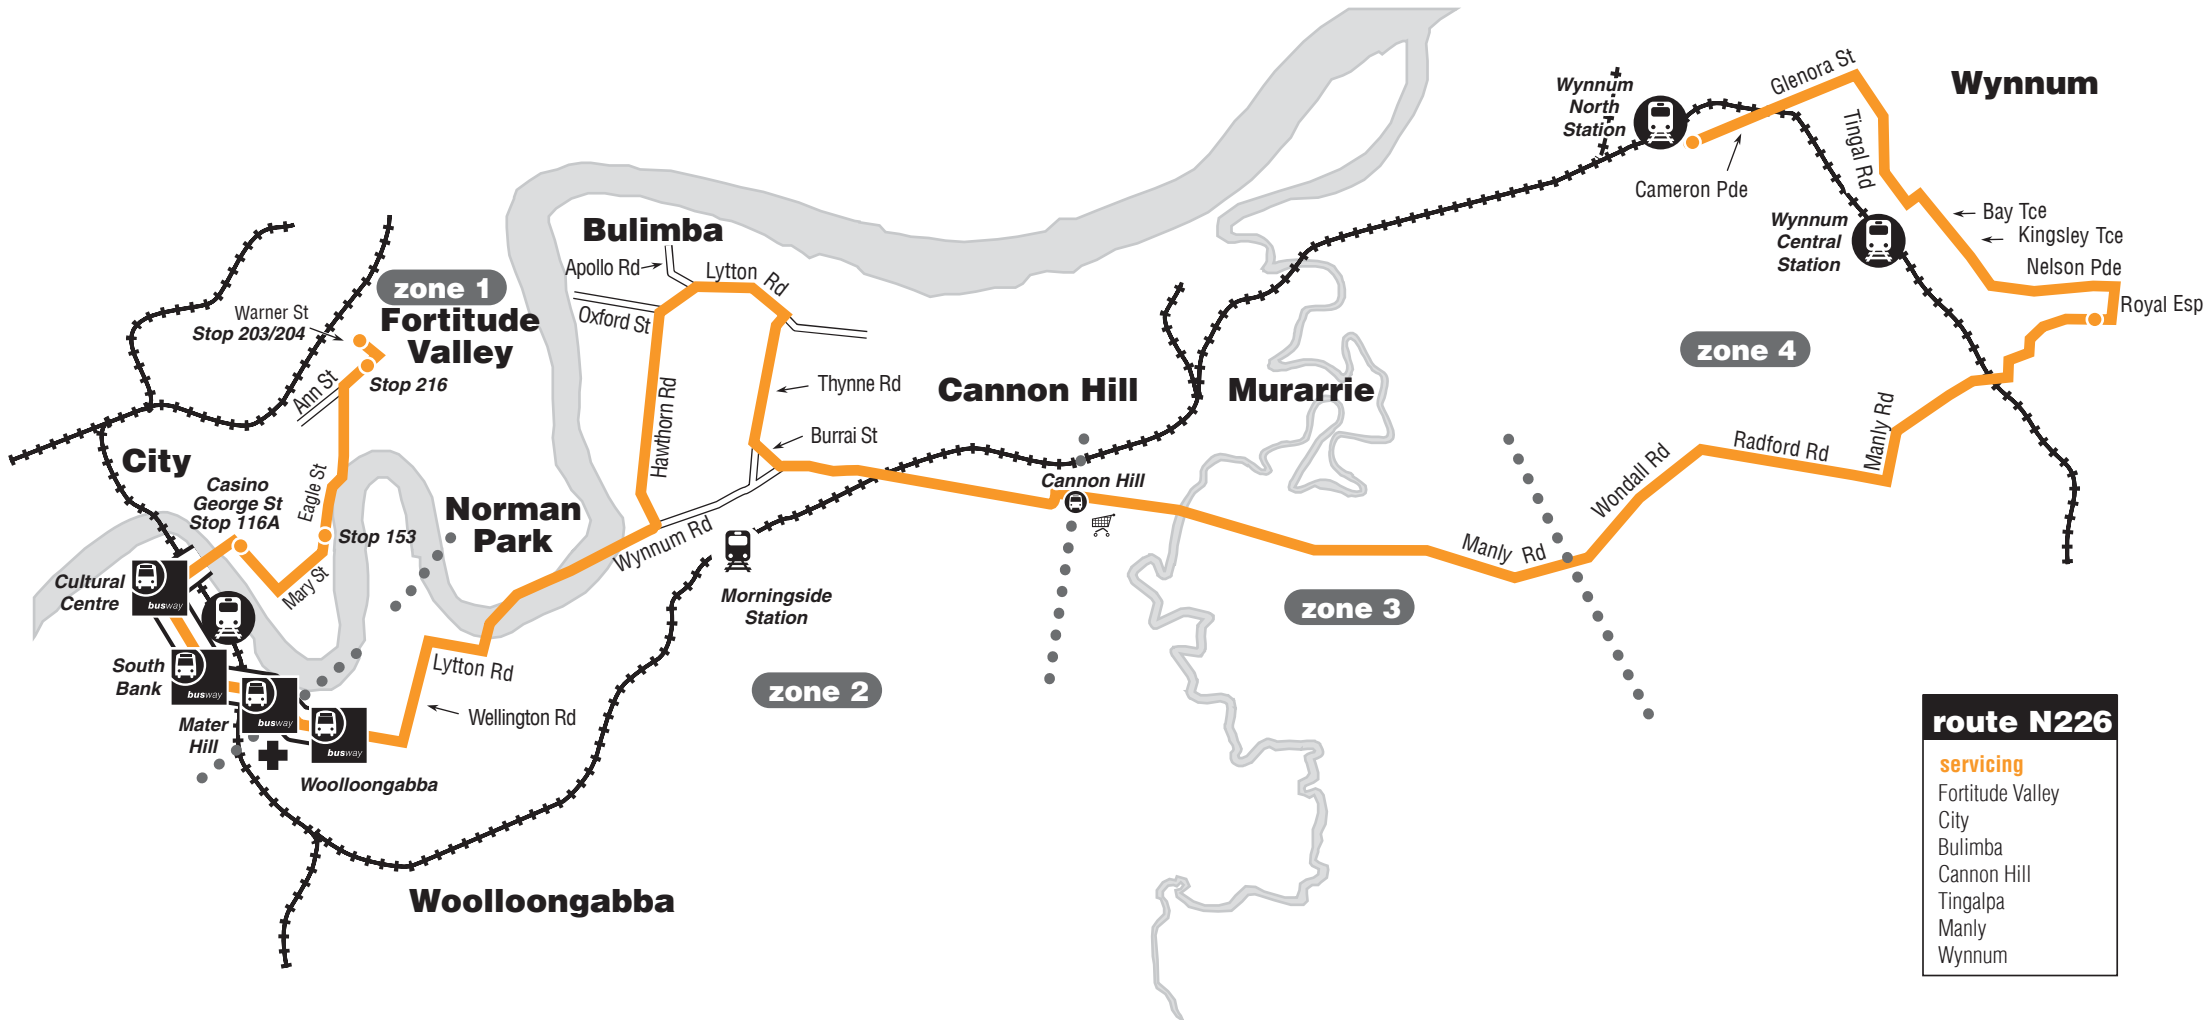 Wynnum
North
Station
Glenora St
Wynnum
Tingal Rd
Cameron Pde
Bay Tce
Kingsley Tce
Wynnum
Central
Station
Nelson Pde
Royal Esp
zone 4
Bulimba
Apollo Rd
Lytton Rd
Oxford St
zone 1
Fortitude
Valley
Warner St
Stop 203/204
Stop 216
Ann St
Hawthorn Rd
Thynne Rd
Burrai St
Cannon Hill
Murarrie
City
Casino
George St
Stop 116A
Eagle St
Stop 153
Mary St
Norman
Park
Wynnum Rd
Cannon Hill
Manly Rd
Wondall Rd
Radford Rd
Manly Rd
Morningside
Station
zone 3
zone 2
Cultural
Centre
busway
South
Bank
busway
Mater
Hill
busway
busway
Woolloongabba
Lytton Rd
Wellington Rd
Woolloongabba
route N226
servicing
Fortitude Valley
City
Bulimba
Cannon Hill
Tingalpa
Manly
Wynnum